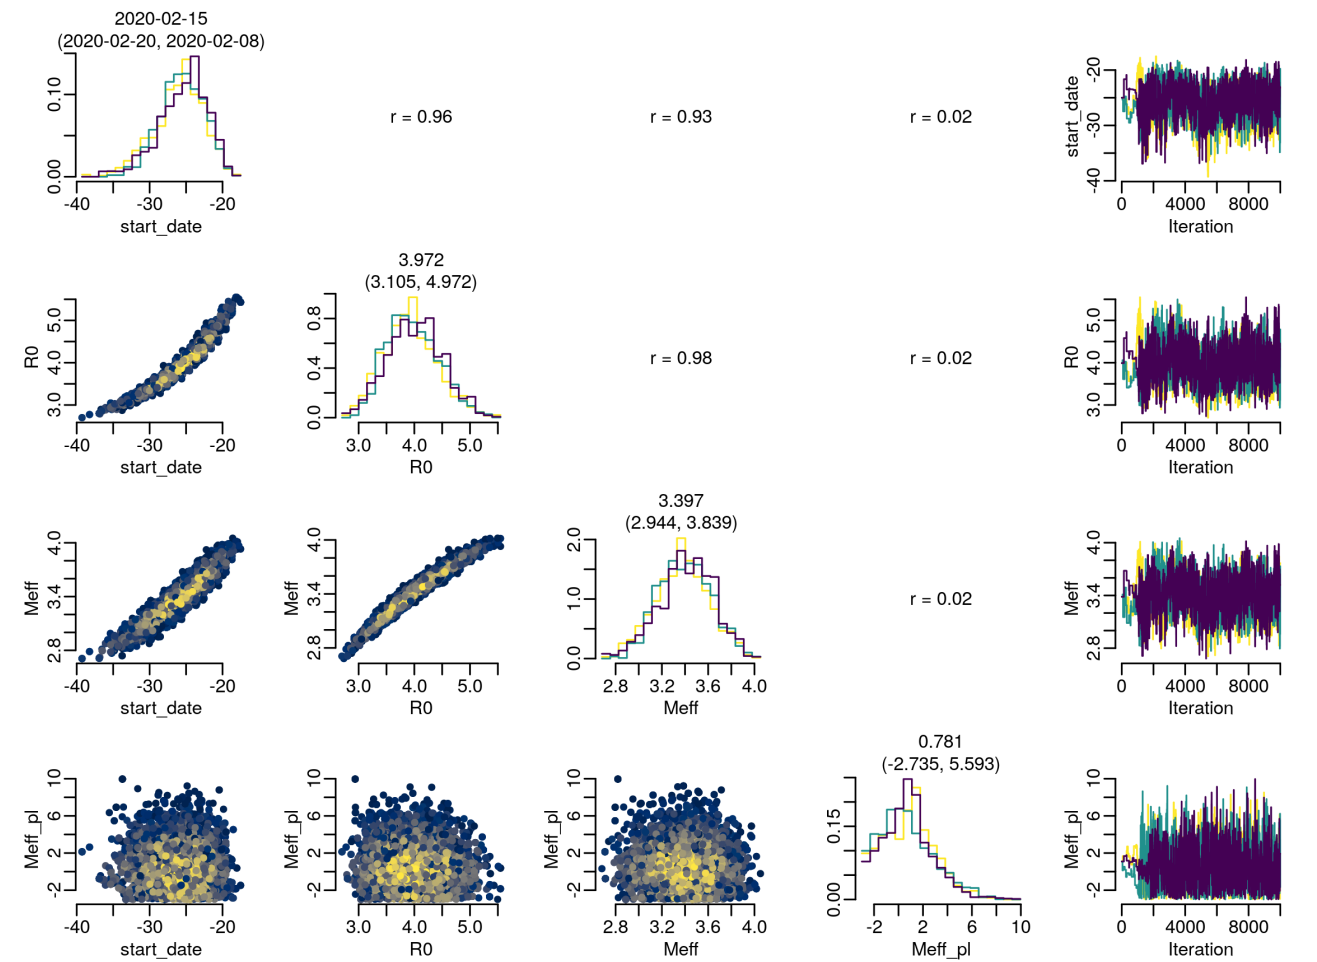 2020-02-15
(2020-02-20, 2020-02-08)
0.00 0.10
-40 -30 -20
start_date
r = 0.96
r = 0.93
r = 0.02
start_date
-40 -30 -20
0 4000 8000
Iteration
R0
3.0 4.0 5.0
-40 -30 -20
start_date
3.972
(3.105, 4.972)
0.0 0.4 0.8
3.0 4.0 5.0
R0
r = 0.98
r = 0.02
R0
3.0 4.0 5.0
0 4000 8000
Iteration
Meff
2.8 3.4 4.0
-40 -30 -20
start_date
Meff
2.8 3.4 4.0
3.0 4.0 5.0
R0
3.397
(2.944, 3.839)
0.0 1.0 2.0
2.8 3.2 3.6 4.0
Meff
r = 0.02
Meff
2.8 3.4 4.0
0 4000 8000
Iteration
Meff_pl
-2 2 6 10
-40 -30 -20
start_date
Meff_pl
-2 2 6 10
3.0 4.0 5.0
R0
Meff_pl
-2 2 6 10
2.8 3.2 3.6 4.0
Meff
0.781
(-2.735, 5.593)
0.00 0.15
-2 2 6 10
Meff_pl
Meff_pl
-2 2 6 10
0 4000 8000
Iteration